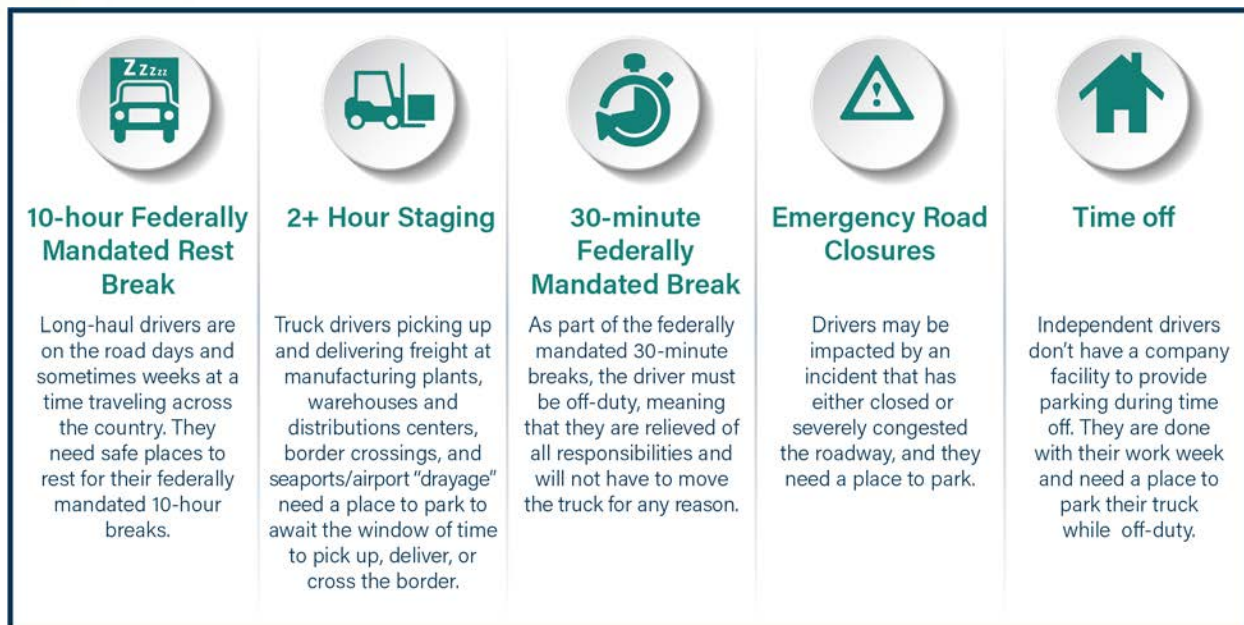 Z Z Z Z Z
10-hour Federally
Mandated Rest
Break
Long-haul drivers are
on the road days and
sometimes weeks at a
time traveling across
the country. They
need safe places to
rest for their federally
mandated 10-hour
breaks.
2+ Hour Staging
Truck drivers picking up
and delivering freight at
manufacturing plants,
warehouses and
distributions centers,
border crossings, and
seaports/airport “drayage”
need a place to park to
await the window of time
to pick up, deliver, or
cross the border.
30-minute
Federally
Mandated Break
As part of the federally
mandated 30-minute
breaks, the driver must
be off-duty, meaning
that they are relieved of
all responsibilities and
will not have to move
the truck for any reason.
!
Emergency Road
Closures
Drivers may be
impacted by an
incident that has
either closed or
severely congested
the roadway, and they
need a place to park.
Time off
Independent drivers
don’t have a company
facility to provide
parking during time
off. They are done
with their work week
and need a place to
park their truck
while off-duty.